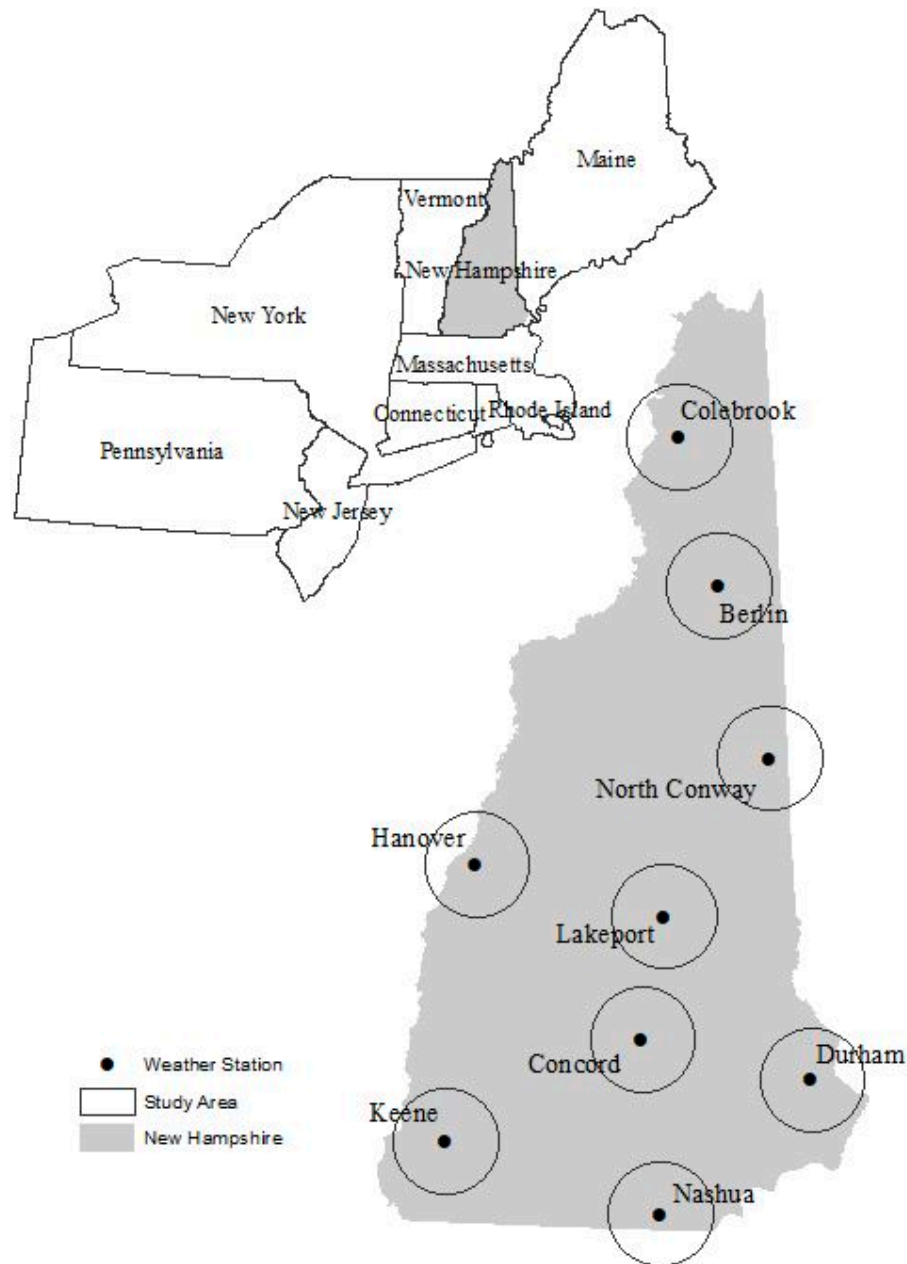 Maine
Vermont
New Hampshire
New York
Massachusetts
Connecticut
Rhode Island
Pennsylvania
New Jersey
Colebrook
Berlin
North Conway
Hanover
Lakeport
Concord
Durham
Keene
Nashua
Weather Station
Study Area
New Hampshire